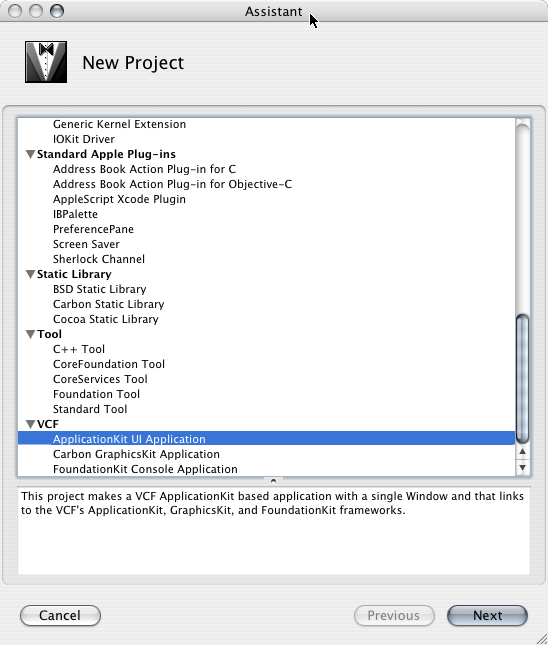 Assistant
New Project
Generic Kernel Extension
IOKit Driver
Standard Apple Plug-ins
Address Book Action Plug-in for C
Address Book Action Plug-in for Objective-C
AppleScript Xcode Plugin
IBPalette
PreferencePane
Screen Saver
Sherlock Channel
Static Library
BSD Static Library
Carbon Static Library
Cocoa Static Library
Tool
C++ Tool
CoreFoundation Tool
CoreServices Tool
Foundation Tool
Standard Tool
VCF
ApplicationKit UI Application
Carbon GraphicsKit Application
FoundationKit Console Application
This project makes a VCF ApplicationKit based application with a single Window and that links
to the VCF's ApplicationKit, GraphicsKit, and FoundationKit frameworks.
Cancel
Previous
Next